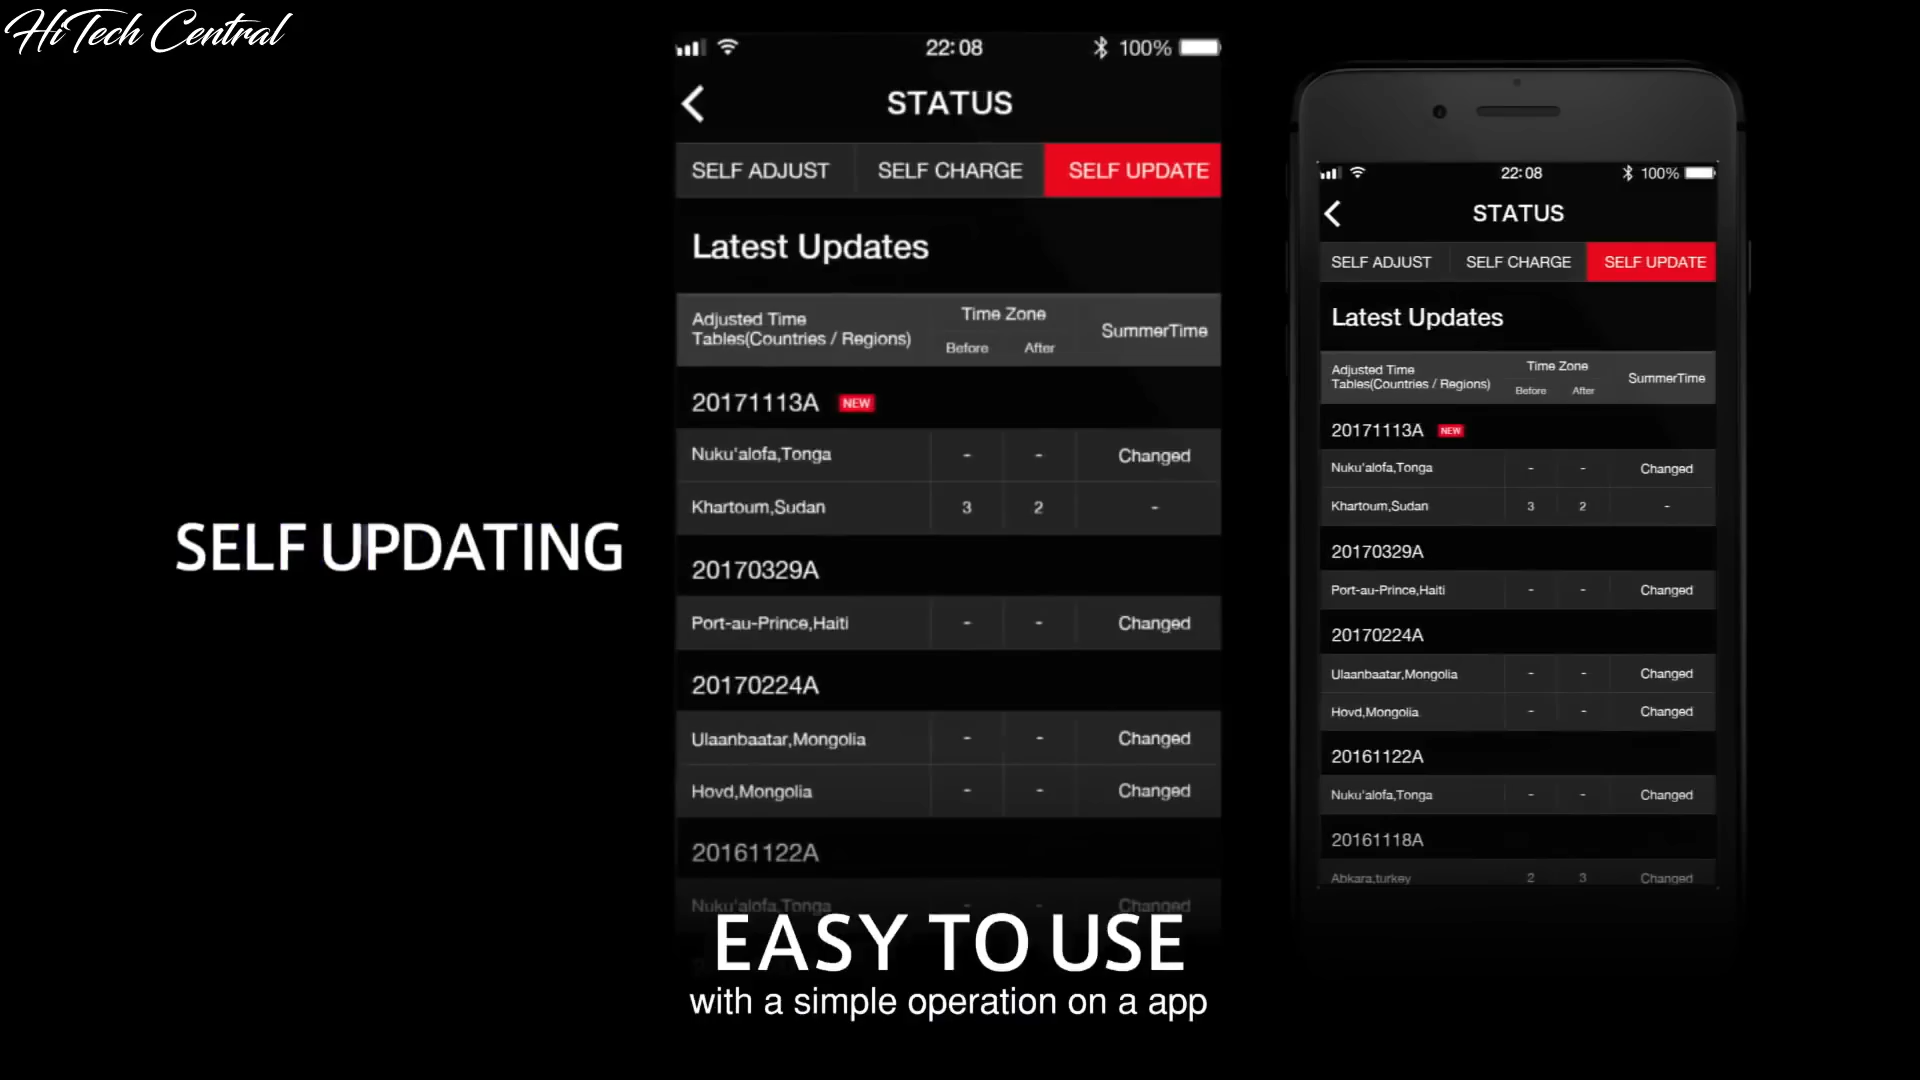 HiTech Central
SELF UPDATING
22:08
100%
STATUS
SELF ADJUST
SELF CHARGE
SELF UPDATE
Latest Updates
Adjusted Time
Tables(Countries / Regions)
Time Zone
Before
After
SummerTime
20171113A NEW
Nuku'alofa,Tonga - - Changed
Khartoum,Sudan 3 2 -
20170329A
Port-au-Prince,Haiti - - Changed
20170224A
Ulaanbaatar,Mongolia - - Changed
Hovd,Mongolia - - Changed
20161122A
Nuku'alofa,Tonga - - Changed
EASY TO USE
with a simple operation on a app
22:08
100%
STATUS
SELF ADJUST
SELF CHARGE
SELF UPDATE
Latest Updates
Adjusted Time
Tables(Countries / Regions)
Time Zone
Before
After
SummerTime
20171113A NEW
Nuku'alofa,Tonga - - Changed
Khartoum,Sudan 3 2 -
20170329A
Port-au-Prince,Haiti - - Changed
20170224A
Ulaanbaatar,Mongolia - - Changed
Hovd,Mongolia - - Changed
20161122A
Nuku'alofa,Tonga - - Changed
20161118A
Abkara,turkey 2 3 Changed